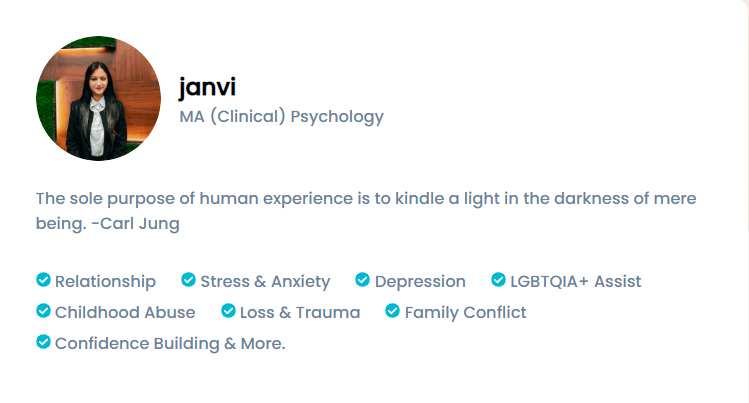 janvi
MA (Clinical) Psychology
The sole purpose of human experience is to kindle a light in the darkness of mere
being. -Carl Jung
Relationship Stress & Anxiety Depression LGBTQIA+ Assist
Childhood Abuse Loss & Trauma Family Conflict
Confidence Building & More.